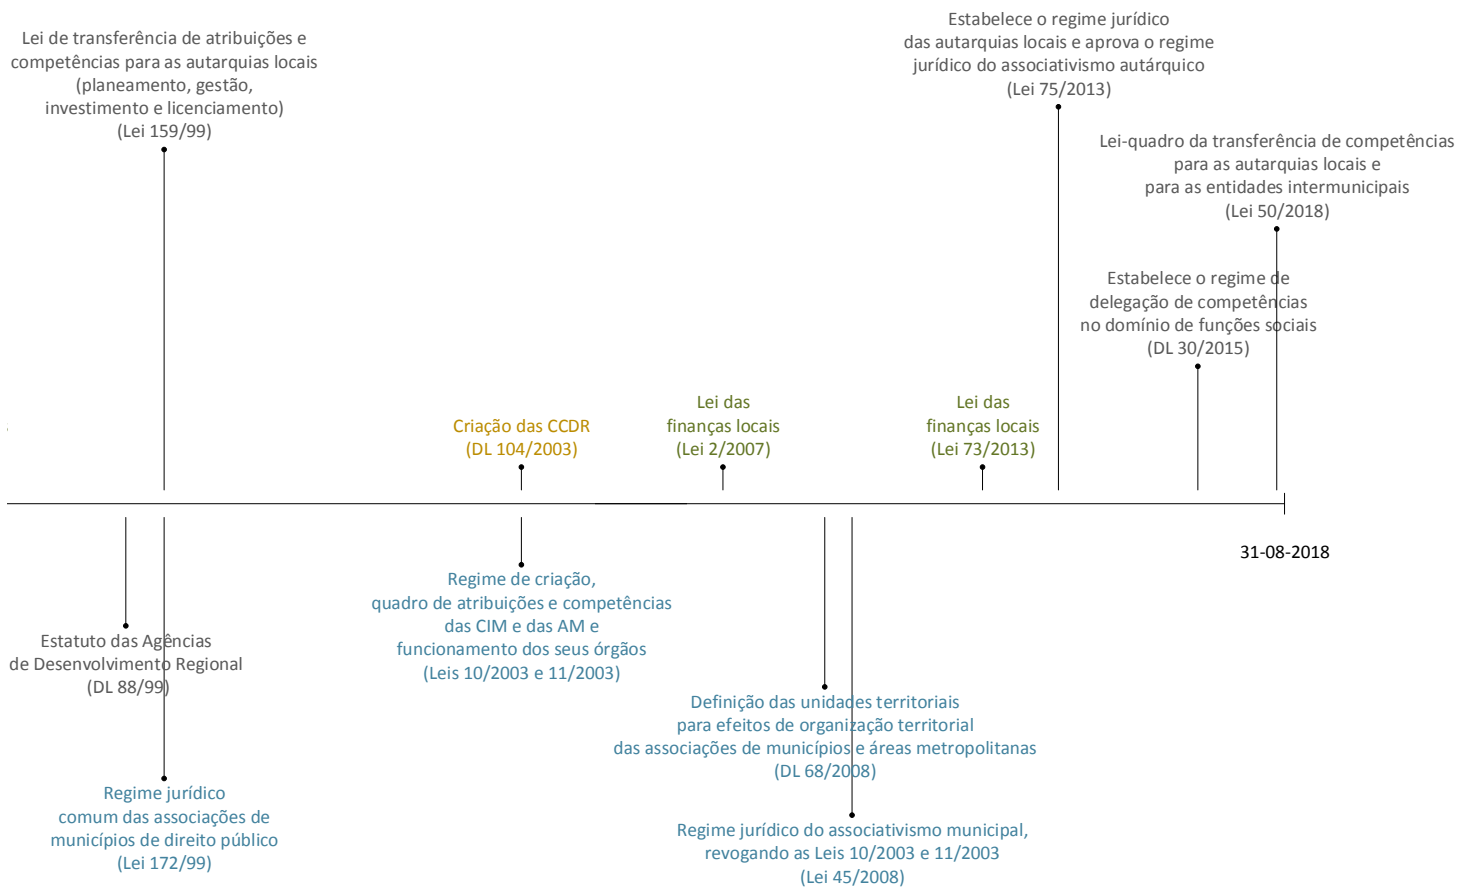 Lei de transferência de atribuições e
competências para as autarquias locais
(planeamento, gestão,
investimento e licenciamento)
(Lei 159/99)
Estabelece o regime jurídico
das autarquias locais e aprova o regime
jurídico do associativismo autárquico
(Lei 75/2013)
Lei-quadro da transferência de competências
para as autarquias locais e
para as entidades intermunicipais
(Lei 50/2018)
Estabelece o regime de
delegação de competências
no domínio de funções sociais
(DL 30/2015)
Criação das CCDR
(DL 104/2003)
Lei das
finanças locais
(Lei 2/2007)
Lei das
finanças locais
(Lei 73/2013)
31-08-2018
Estatuto das Agências
de Desenvolvimento Regional
(DL 88/99)
Regime jurídico
comum das associações de
municípios de direito público
(Lei 172/99)
Regime de criação,
quadro de atribuições e competências
das CIM e das AM e
funcionamento dos seus órgãos
(Leis 10/2003 e 11/2003)
Definição das unidades territoriais
para efeitos de organização territorial
das associações de municípios e áreas metropolitanas
(DL 68/2008)
Regime jurídico do associativismo municipal,
revogando as Leis 10/2003 e 11/2003
(Lei 45/2008)